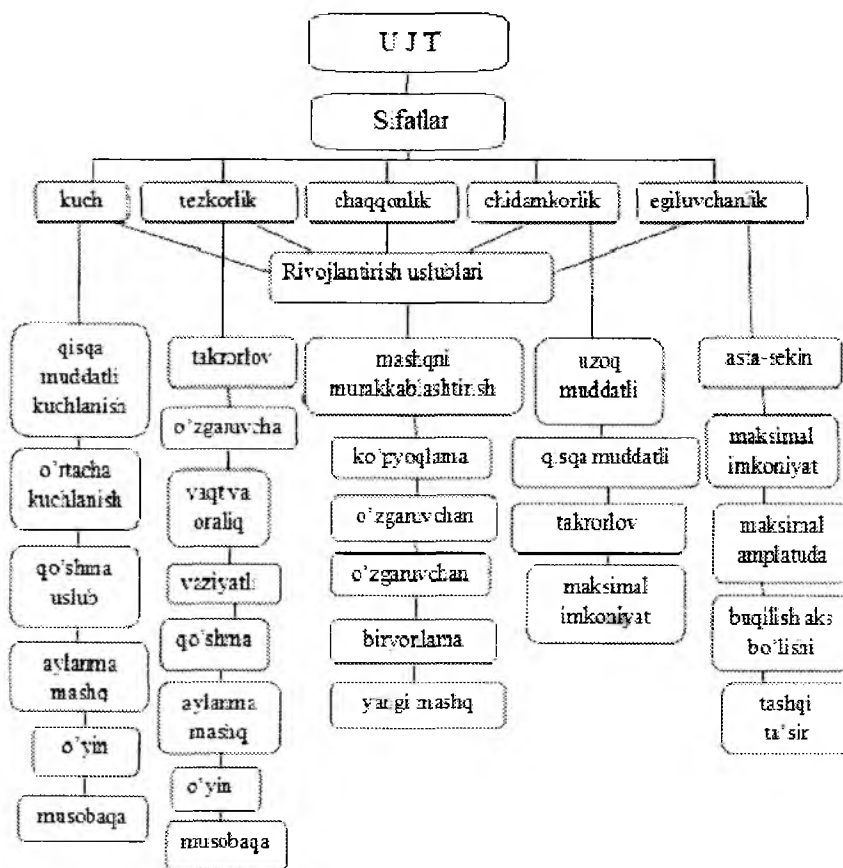 U J T
Sifatlar
kuch
tezkorlik
chaqqonlik
chidamkorlik
egiluvchanlik
Rivojlantirish uslublari
qisqa
muddatli
kuchlanish
o'rtacha
kuchlanish
qo'shma
uslub
aylanma
mashq
o'yin
musobaqa
takrorlov
o'zgaruvcha
vaqt va
oraliq
vaziyatli
qo'shma
aylanma
mashq
o'yin
musobaqa
mashqni
murakkablashtirish
ko'pyoqlama
o'zgaruvchan
o'zgaruvchan
biryonlama
yangi mashq
uzoq
muddatli
qisqa muddatli
takrorlov
maksimal
imkoniyat
asta-sekin
maksimal
imkoniyat
maksimal
amplatuda
buqilish aks
bo'lishi
tashqi
ta'sir